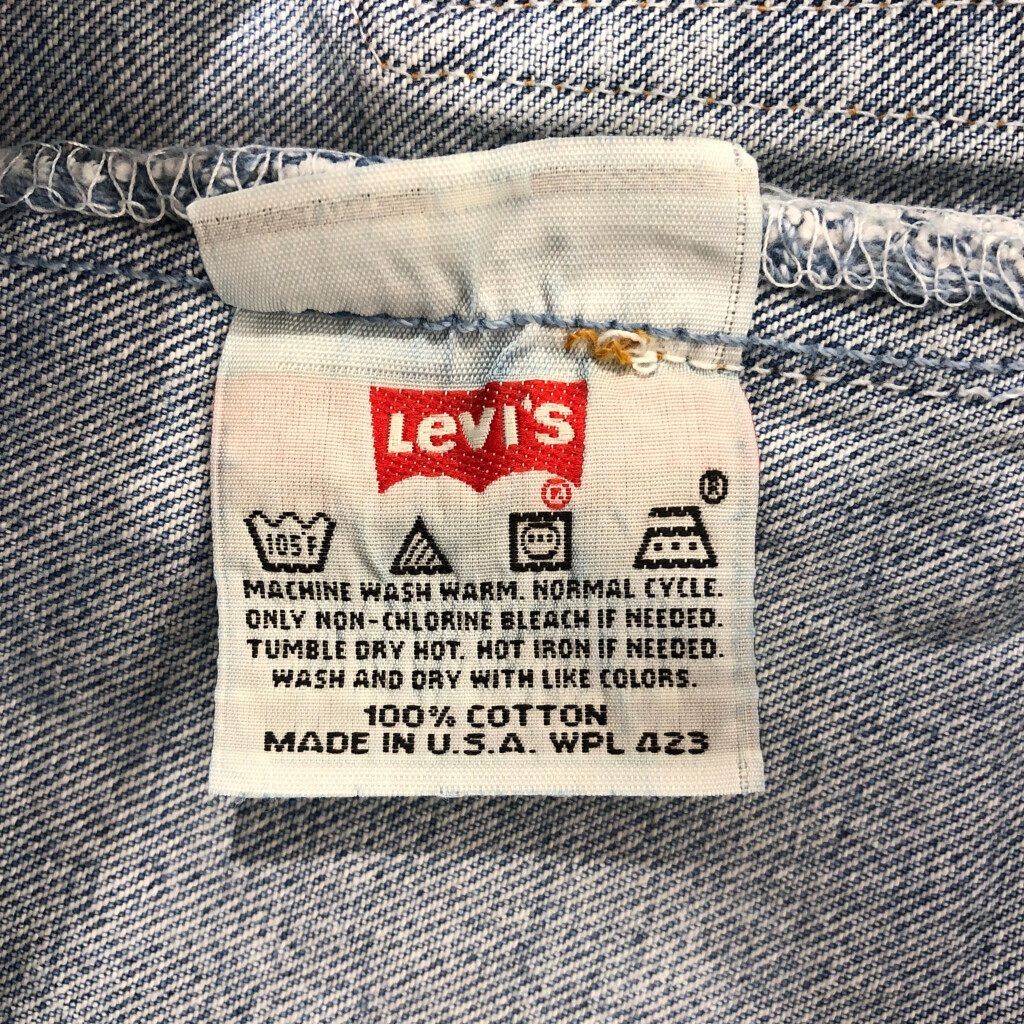 Levi's
®
®
105°F
MACHINE WASH WARM. NORMAL CYCLE.
ONLY NON-CHLORINE BLEACH IF NEEDED.
TUMBLE DRY HOT. HOT IRON IF NEEDED.
WASH AND DRY WITH LIKE COLORS.
100% COTTON
MADE IN U.S.A. WPL 423